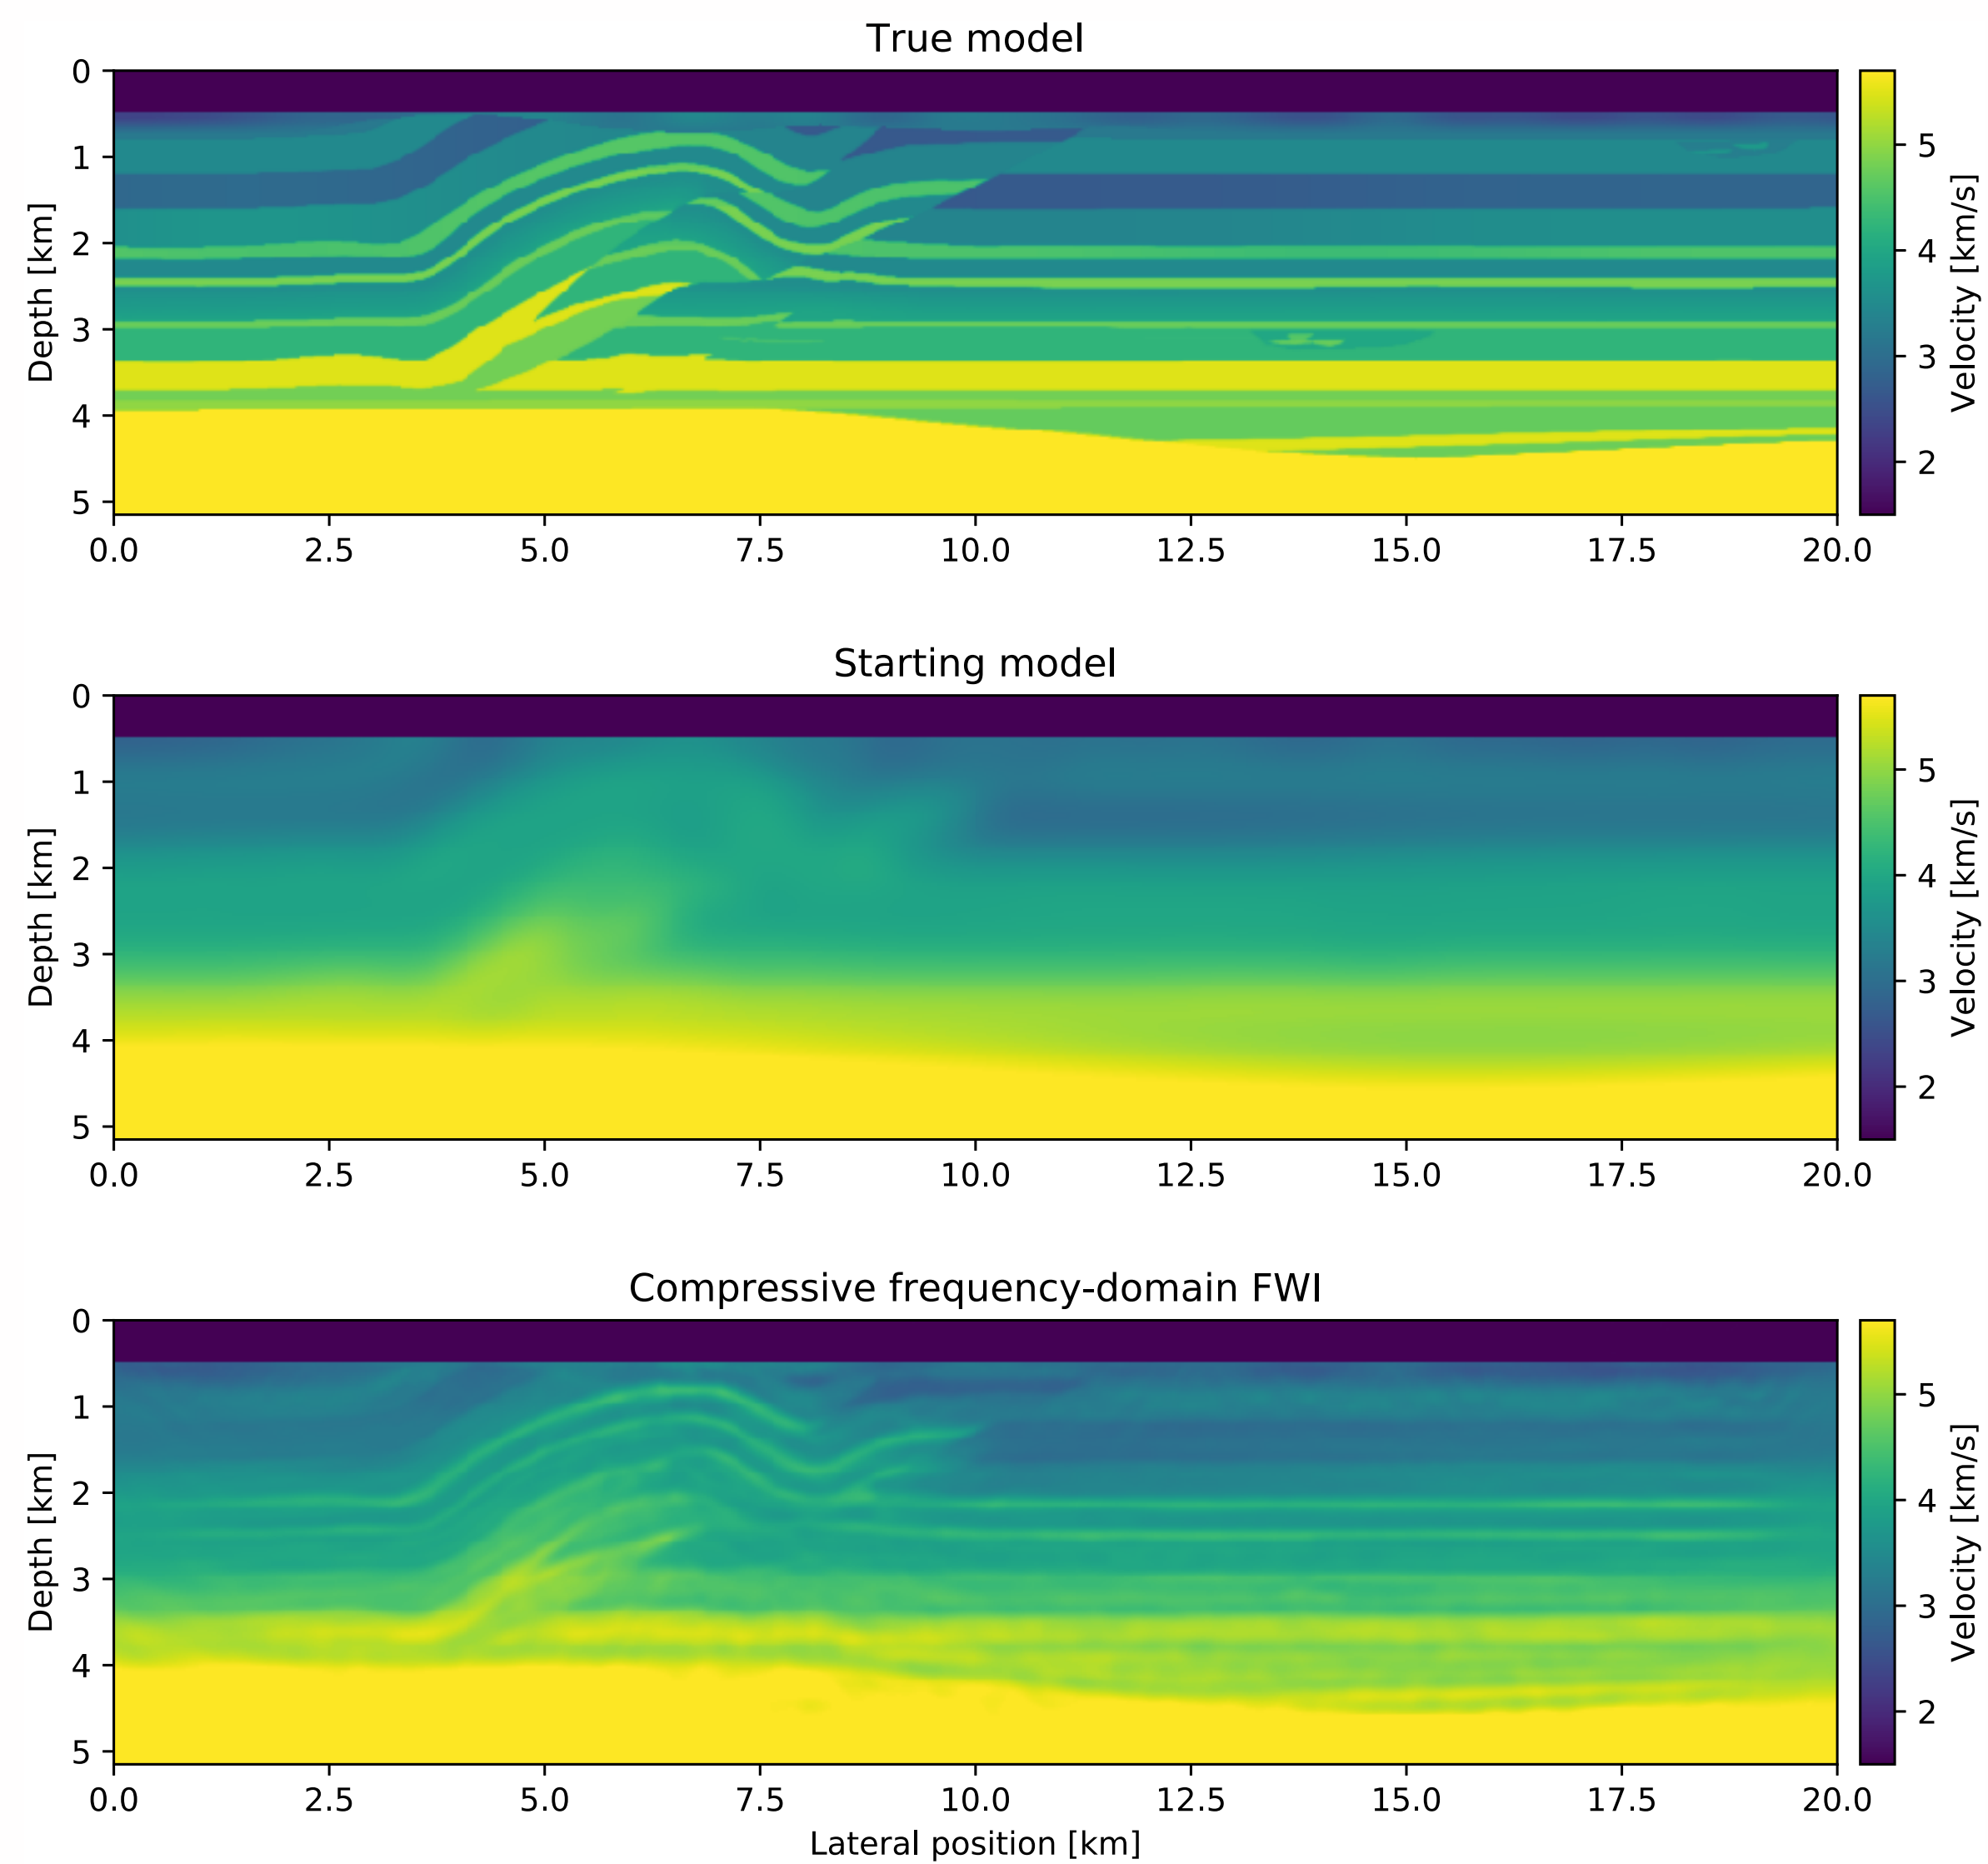 True model
0
1
2
3
4
5
Depth [km]
0.0 2.5 5.0 7.5 10.0 12.5 15.0 17.5 20.0
5
4
3
2
Velocity [km/s]
Starting model
0
1
2
3
4
5
Depth [km]
0.0 2.5 5.0 7.5 10.0 12.5 15.0 17.5 20.0
5
4
3
2
Velocity [km/s]
Compressive frequency-domain FWI
0
1
2
3
4
5
Depth [km]
0.0 2.5 5.0 7.5 10.0 12.5 15.0 17.5 20.0
Lateral position [km]
5
4
3
2
Velocity [km/s]